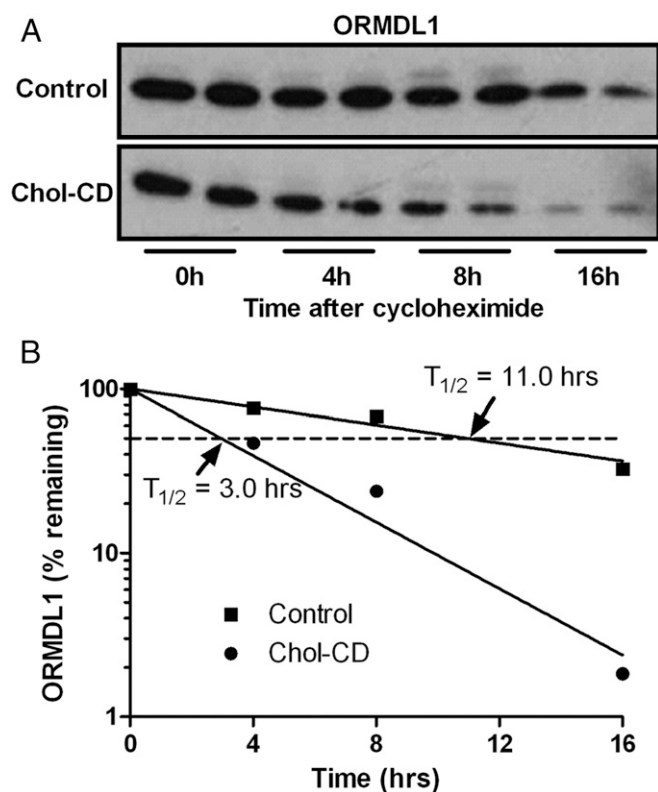 A
ORMDL1
Control
Chol-CD
0h 4h 8h 16h
Time after cycloheximide
B
T1/2 = 11.0 hrs
T1/2 = 3.0 hrs
100
10
1
ORMDL1 (% remaining)
Control
Chol-CD
0 4 8 12 16
Time (hrs)